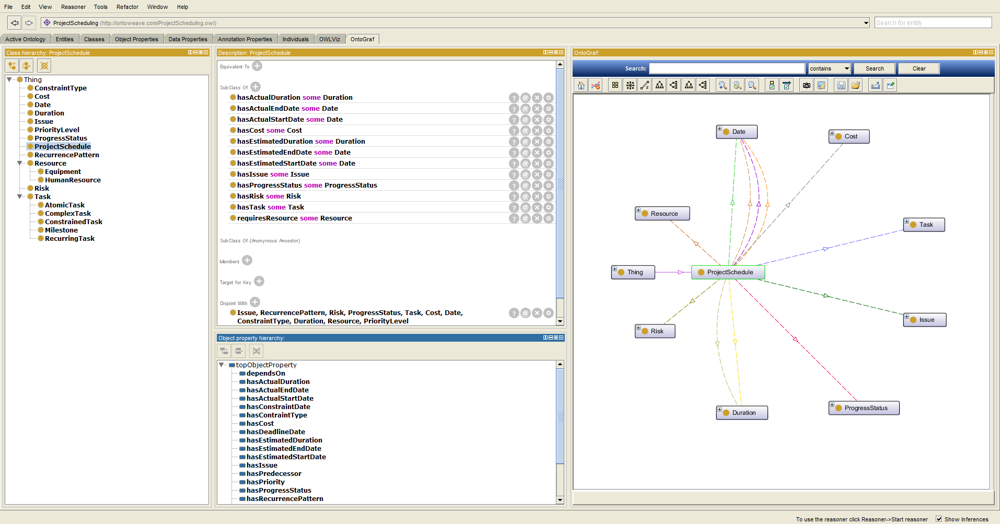 File Edit View Reasoner Tools Refactor Window Help
ProjectScheduling (http://ontoweave.com/ProjectScheduling.owl)
Search for entity
Active Ontology Entities Classes Object Properties Data Properties Annotation Properties Individuals OWLViz OntoGraf
Class hierarchy: ProjectSchedule
Thing
ConstraintType
Cost
Date
Duration
Issue
PriorityLevel
ProgressStatus
ProjectSchedule
RecurrencePattern
Resource
Equipment
HumanResource
Risk
Task
AtomicTask
ComplexTask
ConstrainedTask
Milestone
RecurringTask
Description: ProjectSchedule
Equivalent To
SubClass Of
hasActualDuration some Duration
hasActualEndDate some Date
hasActualStartDate some Date
hasCost some Cost
hasEstimatedDuration some Duration
hasEstimatedEndDate some Date
hasEstimatedStartDate some Date
hasIssue some Issue
hasProgressStatus some ProgressStatus
hasRisk some Risk
hasTask some Task
requiresResource some Resource
SubClass Of (Anonymous Ancestor)
Members
Target for Key
Disjoint With
Issue, RecurrencePattern, Risk, ProgressStatus, Task, Cost, Date,
ConstraintType, Duration, Resource, PriorityLevel
Object property hierarchy:
topObjectProperty
dependsOn
hasActualDuration
hasActualEndDate
hasActualStartDate
hasConstraintDate
hasContraintType
hasCost
hasDeadlineDate
hasEstimatedDuration
hasEstimatedEndDate
hasEstimatedStartDate
hasIssue
hasPredecessor
hasPriority
hasProgressStatus
hasRecurrencePattern
OntoGraf:
Search: contains Search Clear
Date
Cost
Resource
Task
Thing
ProjectSchedule
Issue
Risk
ProgressStatus
Duration
To use the reasoner click Reasoner->Start reasoner Show Inferences